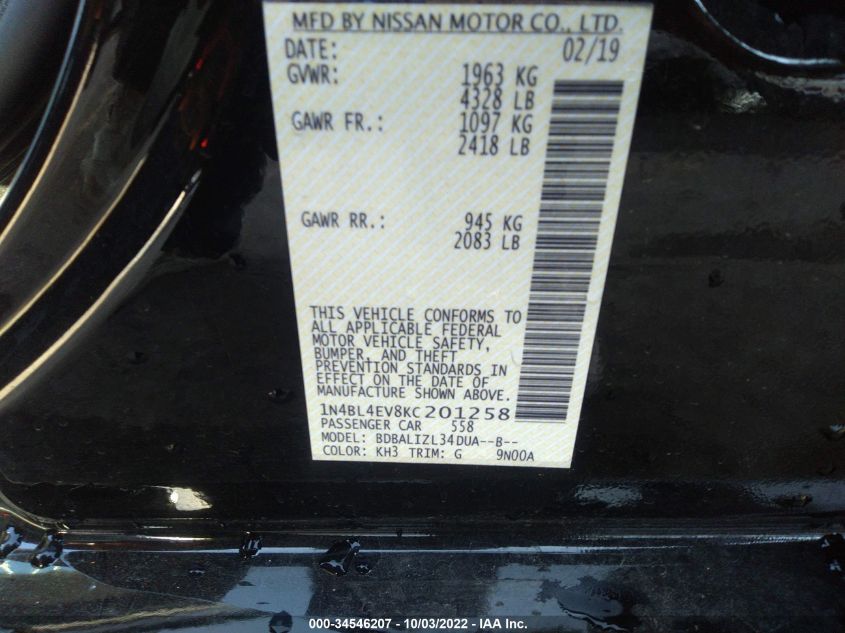 MFD BY NISSAN MOTOR CO., LTD.
DATE: 02/19
GVWR: 1963 KG
4328 LB
GAWR FR.: 1097 KG
2418 LB
GAWR RR.: 945 KG
2083 LB
THIS VEHICLE CONFORMS TO
ALL APPLICABLE FEDERAL
MOTOR VEHICLE SAFETY,
BUMPER, AND THEFT
PREVENTION STANDARDS IN
EFFECT ON THE DATE OF
MANUFACTURE SHOWN ABOVE.
1N4BL4EV8KC201258
PASSENGER CAR 558
MODEL: BDBALIZL34DUA--B--
COLOR: KH3 TRIM: G 9N00A
000-34546207 - 10/03/2022 - IAA Inc.